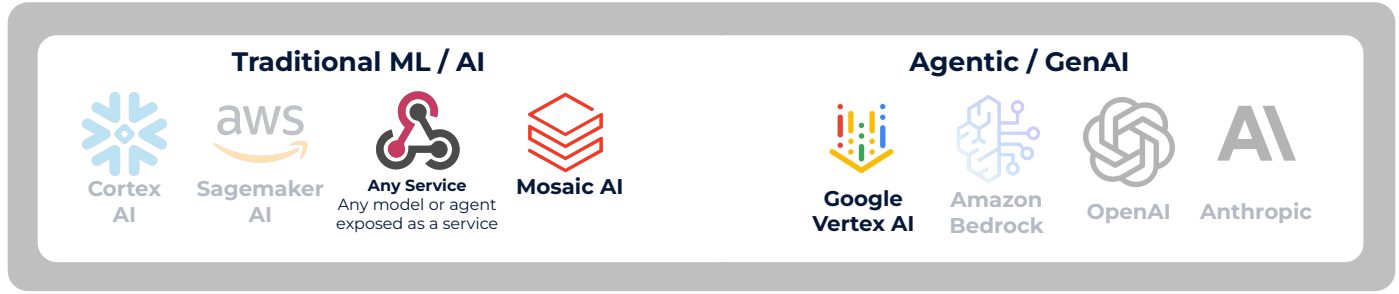 Traditional ML / AI
Agentic / GenAI
aws
Cortex
AI
Sagemaker
AI
Any Service
Any model or agent
exposed as a service
Mosaic AI
Google
Vertex AI
Amazon
Bedrock
OpenAI
Anthropic